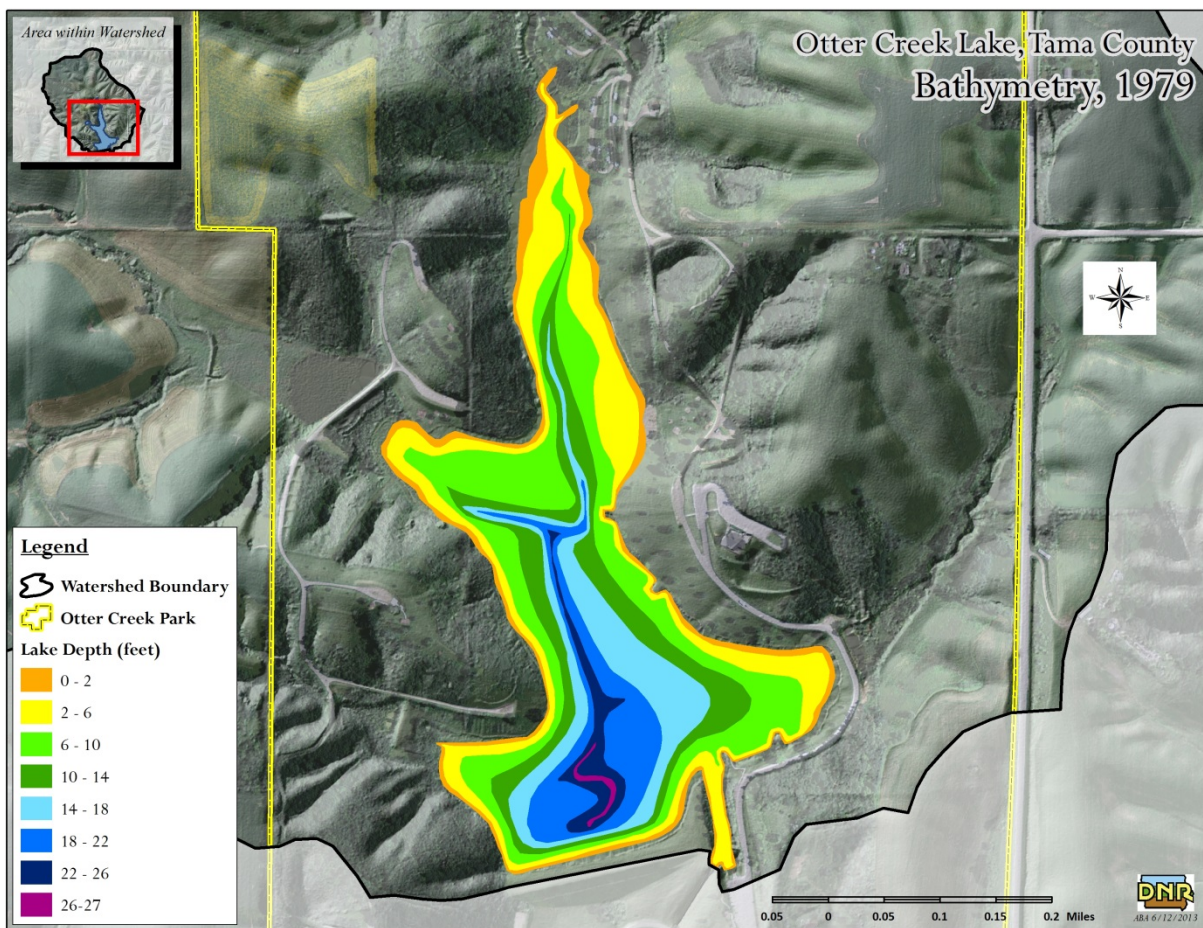 Area within Watershed
Otter Creek Lake, Tama County
Bathymetry, 1979
N
W E
S
Legend
Watershed Boundary
Otter Creek Park
Lake Depth (feet)
0 - 2
2 - 6
6 - 10
10 - 14
14 - 18
18 - 22
22 - 26
26-27
0.05 0 0.05 0.1 0.15 0.2 Miles
DNR
ABA 6/12/2013